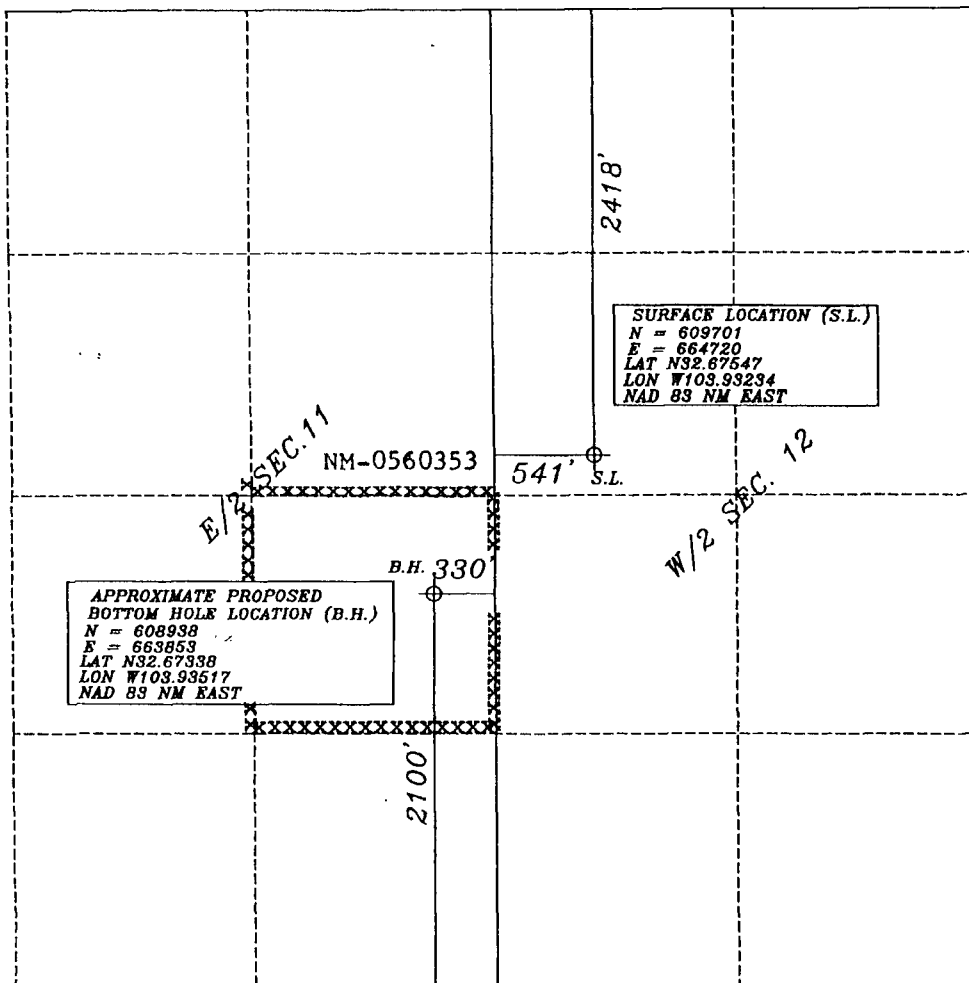 2418'
SURFACE LOCATION (S.L.)
N = 609701
E = 664720
LAT N32.67547
LON W103.93234
NAD 83 NM EAST
E/2 SEC.11
NM-0560353
541'
S.L.
W/2 SEC. 12
B.H. 330'
APPROXIMATE PROPOSED
BOTTOM HOLE LOCATION (B.H.)
N = 608938
E = 663853
LAT N32.67338
LON W103.93517
NAD 83 NM EAST
2100'